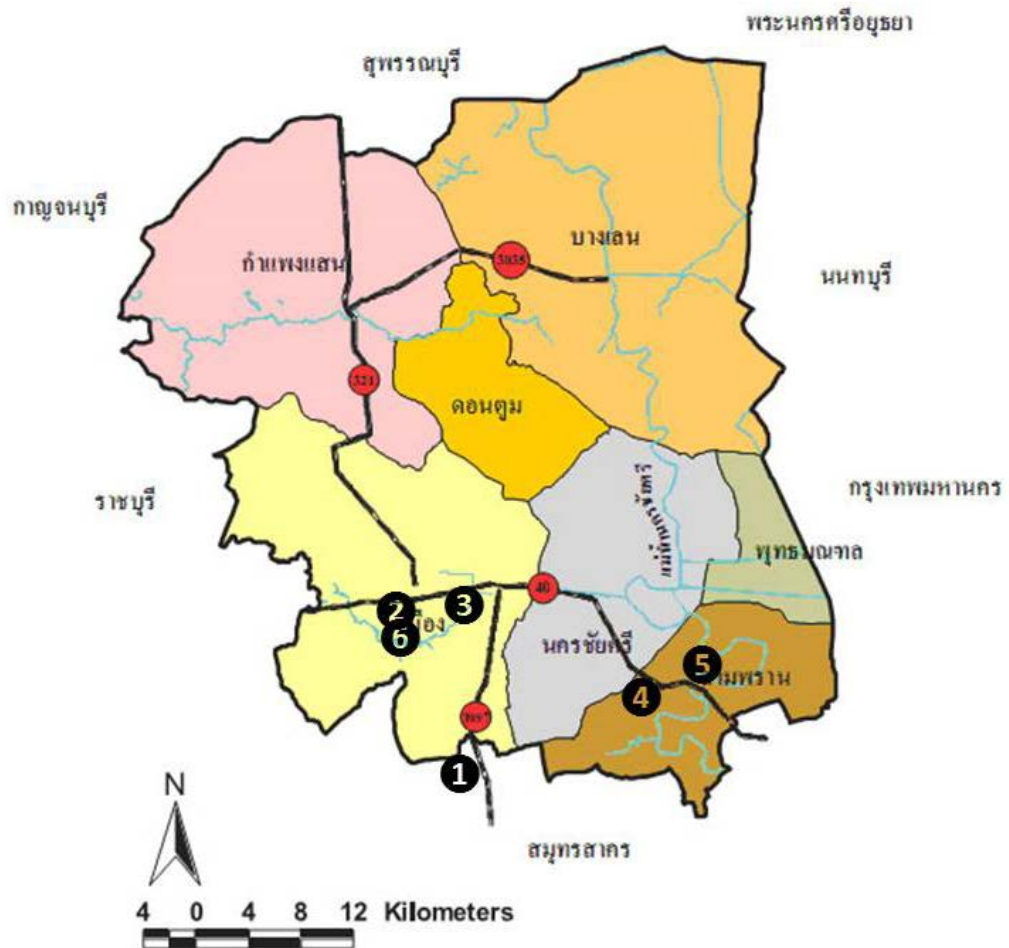 พระนครศรีอยุธยา
สุพรรณบุรี
กาญจนบุรี
กำแพงแสน
บางเลน
3035
นนทบุรี
321
ดอนตูม
ราชบุรี
กรุงเทพมหานคร
พุทธมณฑล
40
2
3
6
นครชัยศรี
5
4
1
สมุทรสาคร
N
4 0 4 8 12 Kilometers